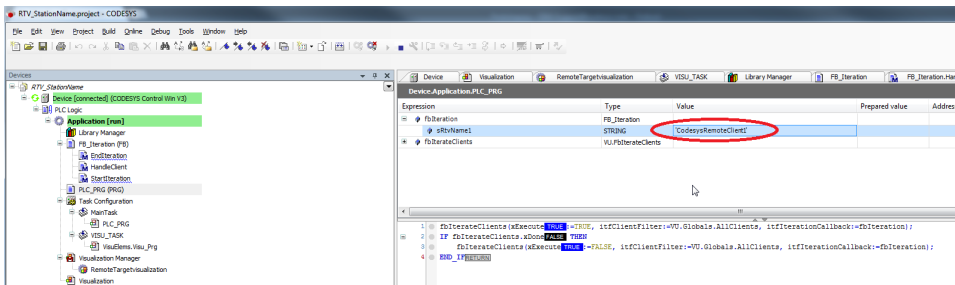 RTV_StationName.project - CODESYS
File Edit View Project Build Online Debug Tools Window Help
Devices
RTV_StationName
Device [connected] (CODESYS Control Win V3)
PLC Logic
Application [run]
Library Manager
FB_Iteration (FB)
EndIteration
HandleClient
StartIteration
PLC_PRG (PRG)
Task Configuration
MainTask
PLC_PRG
VISU_TASK
VisuElems.Visu_Prg
Visualization Manager
RemoteTargetvisualization
Visualization
Device Visualization RemoteTargetvisualization VISU_TASK Library Manager FB_Iteration FB_Iteration.Han
Device.Application.PLC_PRG
Expression Type Value Prepared value Addres
fbIteration FB_Iteration
sRtvName1 STRING 'CodesysRemoteClient1'
fbIterateClients VU.FbIterateClients
1 fbIterateClients(xExecute TRUE :=TRUE, itfClientFilter:=VU.Globals.AllClients, itfIterationCallback:=fbIteration);
2 IF fbIterateClients.xDone FALSE THEN
3 fbIterateClients(xExecute TRUE :=FALSE, itfClientFilter:=VU.Globals.AllClients, itfIterationCallback:=fbIteration);
4 END_IF RETURN